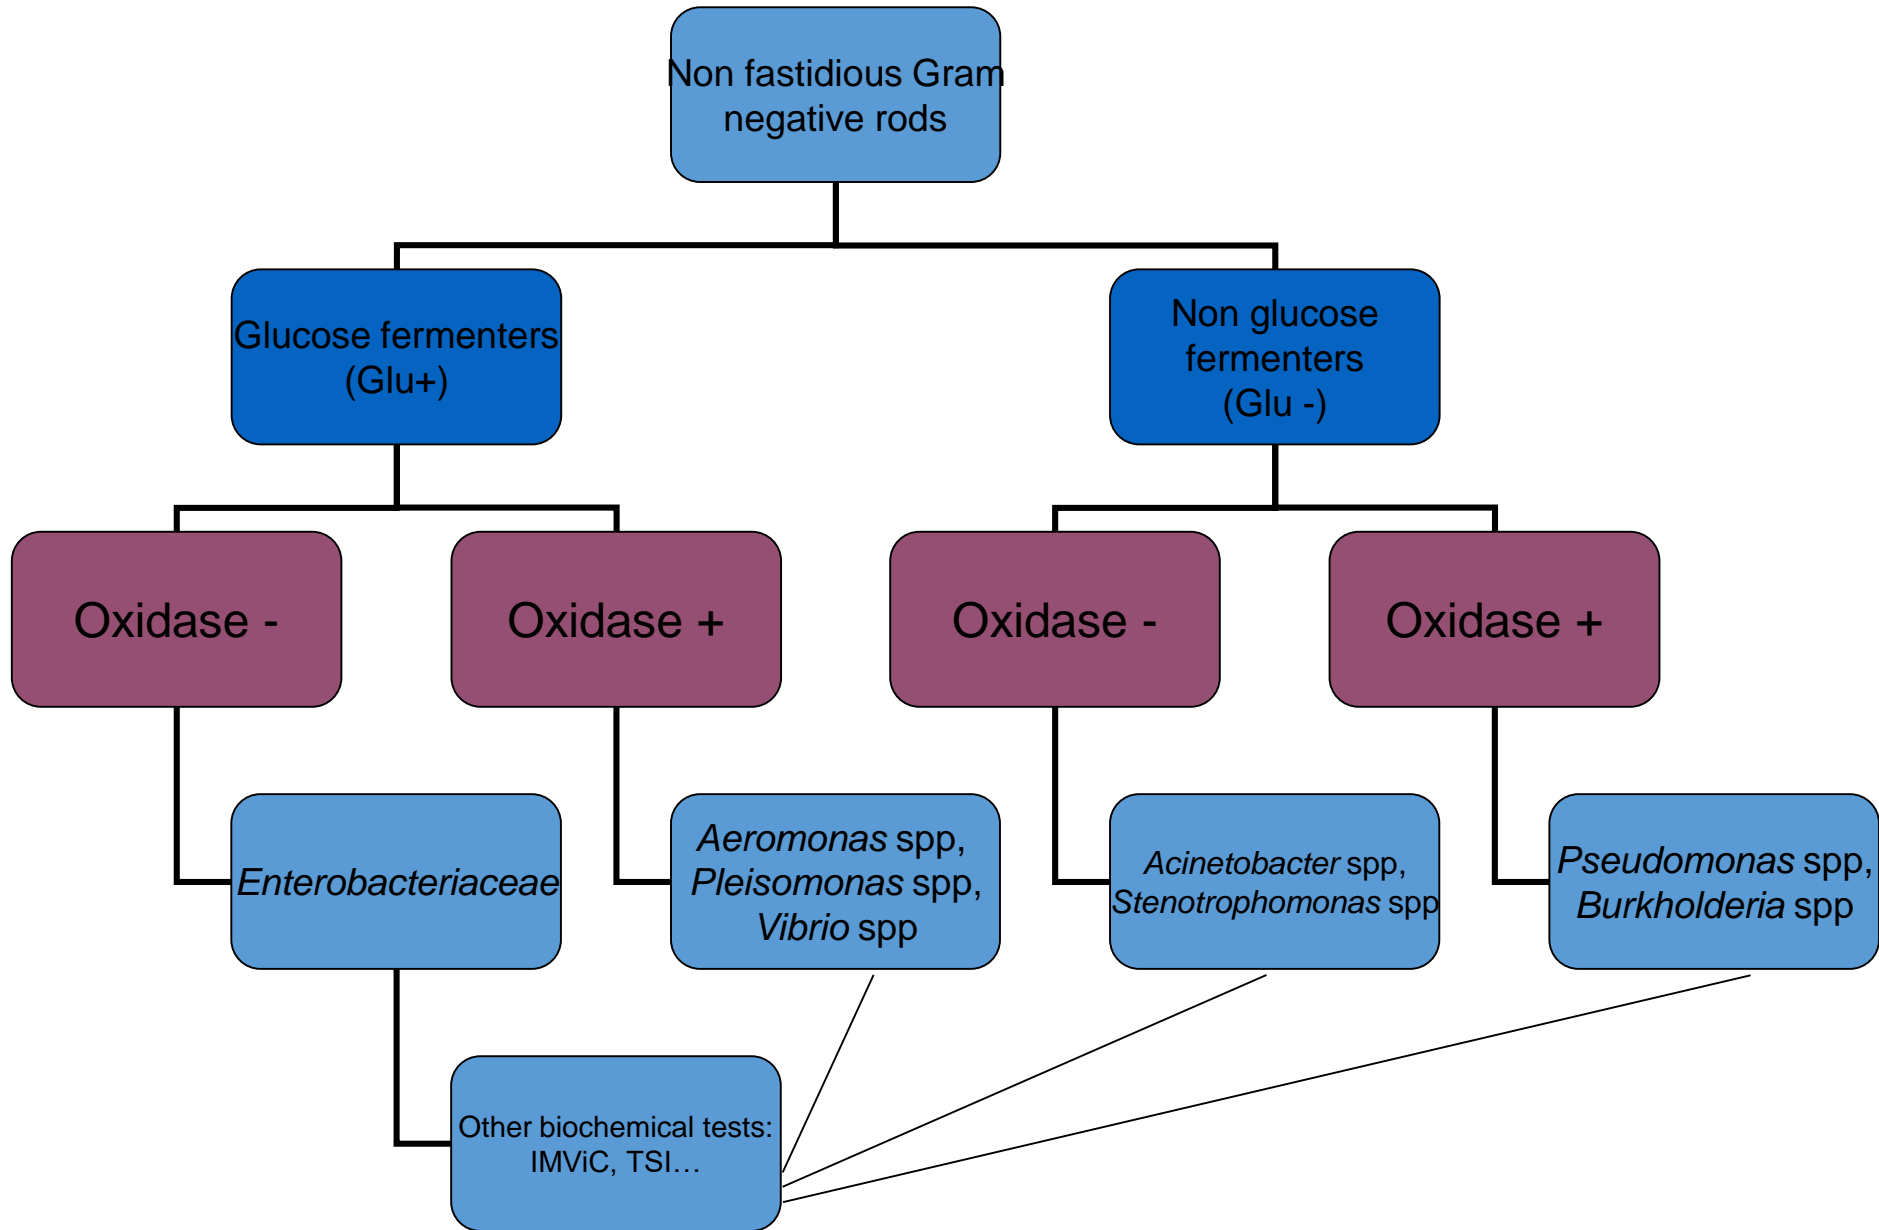 Non fastidious Gram
negative rods
Glucose fermenters
(Glu+)
Non glucose
fermenters
(Glu -)
Oxidase -
Oxidase +
Oxidase -
Oxidase +
Enterobacteriaceae
Aeromonas spp,
Pleisomonas spp,
Vibrio spp
Acinetobacter spp,
Stenotrophomonas spp
Pseudomonas spp,
Burkholderia spp
Other biochemical tests:
IMViC, TSI…